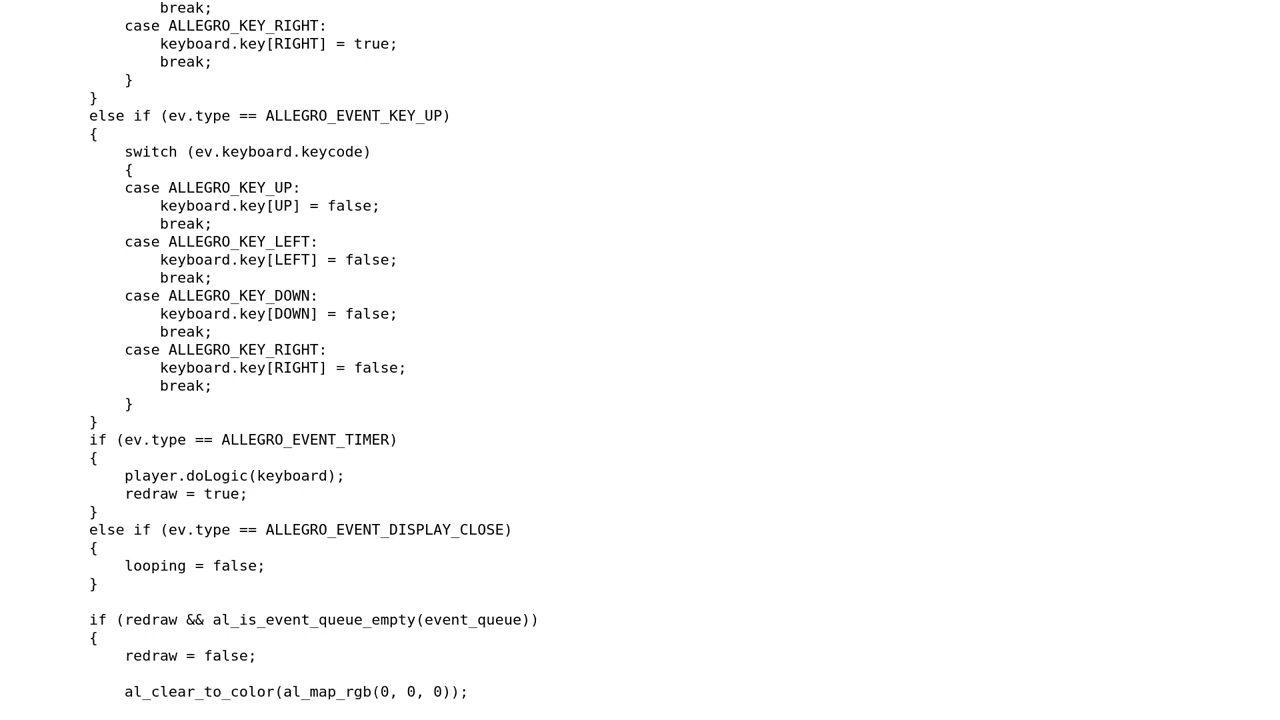 break;
case ALLEGRO_KEY_RIGHT:
keyboard.key[RIGHT] = true;
break;
}
}
else if (ev.type == ALLEGRO_EVENT_KEY_UP)
{
switch (ev.keyboard.keycode)
{
case ALLEGRO_KEY_UP:
keyboard.key[UP] = false;
break;
case ALLEGRO_KEY_LEFT:
keyboard.key[LEFT] = false;
break;
case ALLEGRO_KEY_DOWN:
keyboard.key[DOWN] = false;
break;
case ALLEGRO_KEY_RIGHT:
keyboard.key[RIGHT] = false;
break;
}
}
if (ev.type == ALLEGRO_EVENT_TIMER)
{
player.doLogic(keyboard);
redraw = true;
}
else if (ev.type == ALLEGRO_EVENT_DISPLAY_CLOSE)
{
looping = false;
}
if (redraw && al_is_event_queue_empty(event_queue))
{
redraw = false;
al_clear_to_color(al_map_rgb(0, 0, 0));